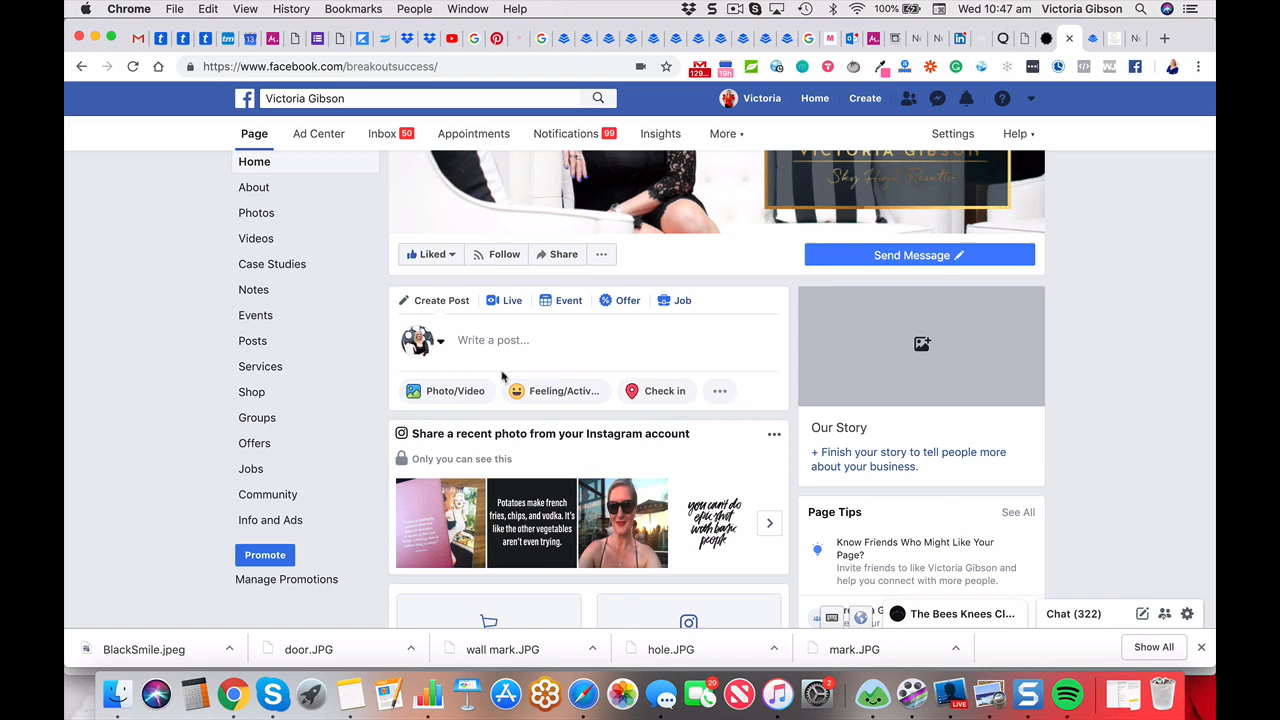 Chrome File Edit View History Bookmarks People Window Help 100% Wed 10:47 am Victoria Gibson
https://www.facebook.com/breakoutsuccess/
Victoria Gibson
Victoria Home Create
Page Ad Center Inbox 50 Appointments Notifications 99 Insights More Settings Help
Home
About
Photos
Videos
Case Studies
Notes
Events
Posts
Services
Shop
Groups
Offers
Jobs
Community
Info and Ads
Promote
Manage Promotions
VICTORIA GIBSON
Sky High Results
Liked Follow Share ...
Send Message
Create Post Live Event Offer Job
Write a post...
Photo/Video Feeling/Activ... Check in ...
Share a recent photo from your Instagram account ...
Only you can see this
Potatoes make french
fries, chips, and vodka. It's
like the other vegetables
aren't even trying.
you can't do
epic shit
with basic
people
Our Story
+ Finish your story to tell people more
about your business.
Page Tips See All
Know Friends Who Might Like Your
Page?
Invite friends to like Victoria Gibson and
help you connect with more people.
The Bees Knees Cl...
Chat (322)
BlackSmile.jpeg door.JPG wall mark.JPG hole.JPG mark.JPG Show All